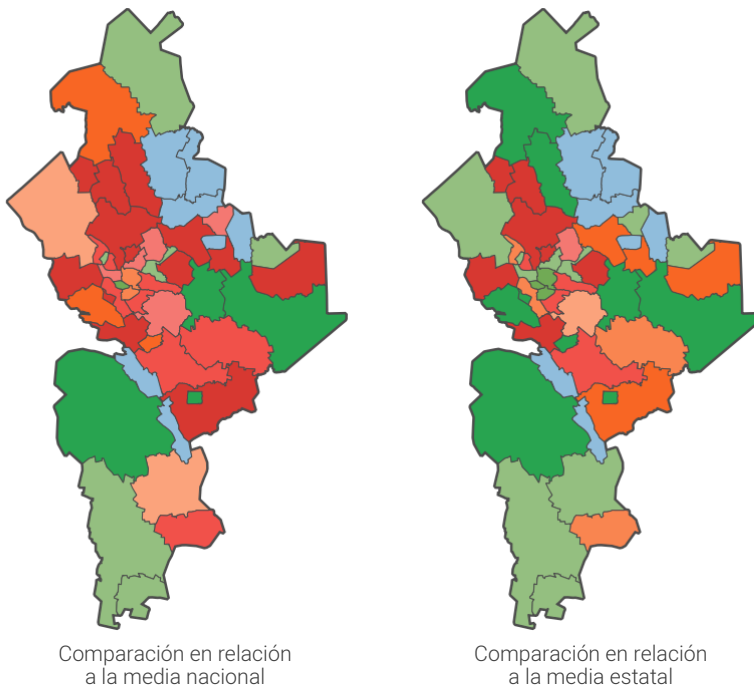 Comparación en relación
a la media nacional
Comparación en relación
a la media estatal